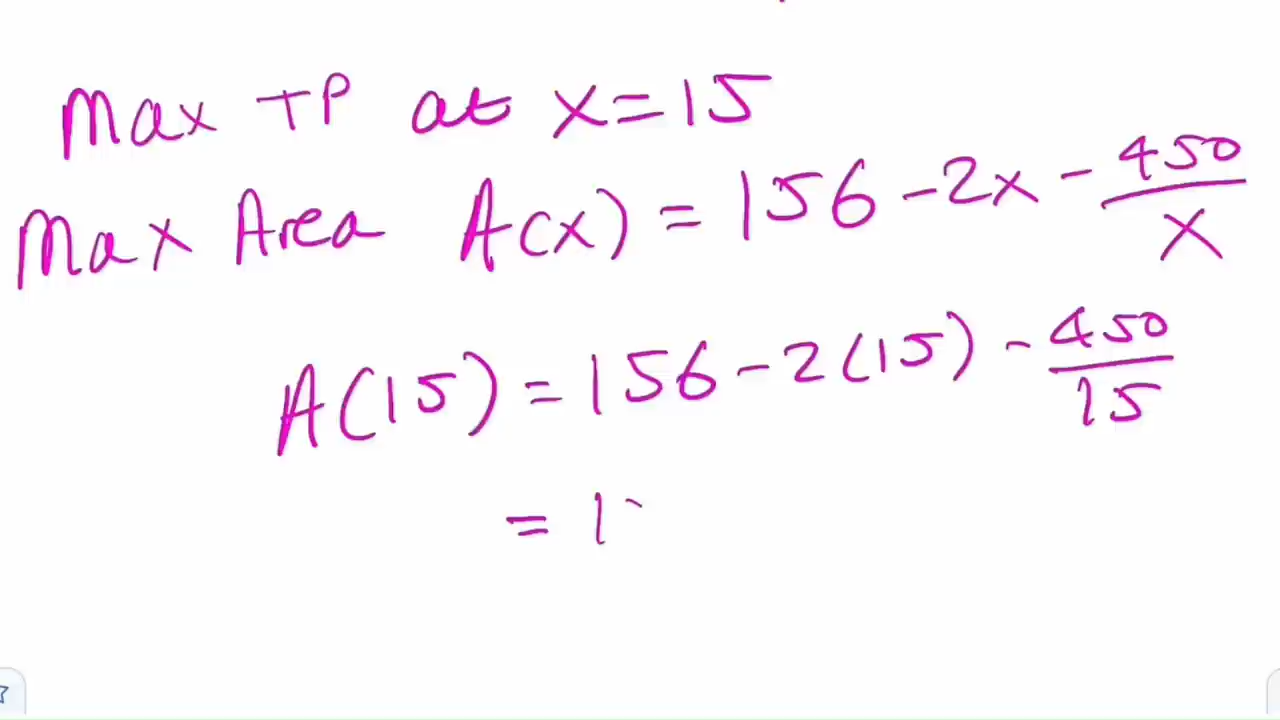 Max TP at x=15
Max Area A(x) = 156 - 2x - 450/x
A(15) = 156 - 2(15) - 450/15
= 1